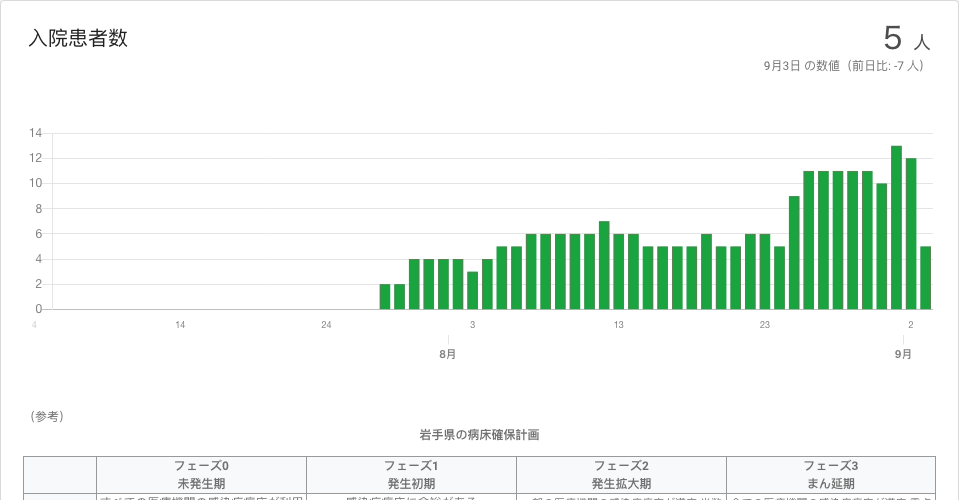 入院患者数
5 人
9月3日 の数値（前日比: -7 人）
14
12
10
8
6
4
2
0
4 14 24 3 13 23 2
8月 9月
（参考）
岩手県の病床確保計画
フェーズ0 フェーズ1 フェーズ2 フェーズ3
未発生期 発生初期 発生拡大期 まん延期